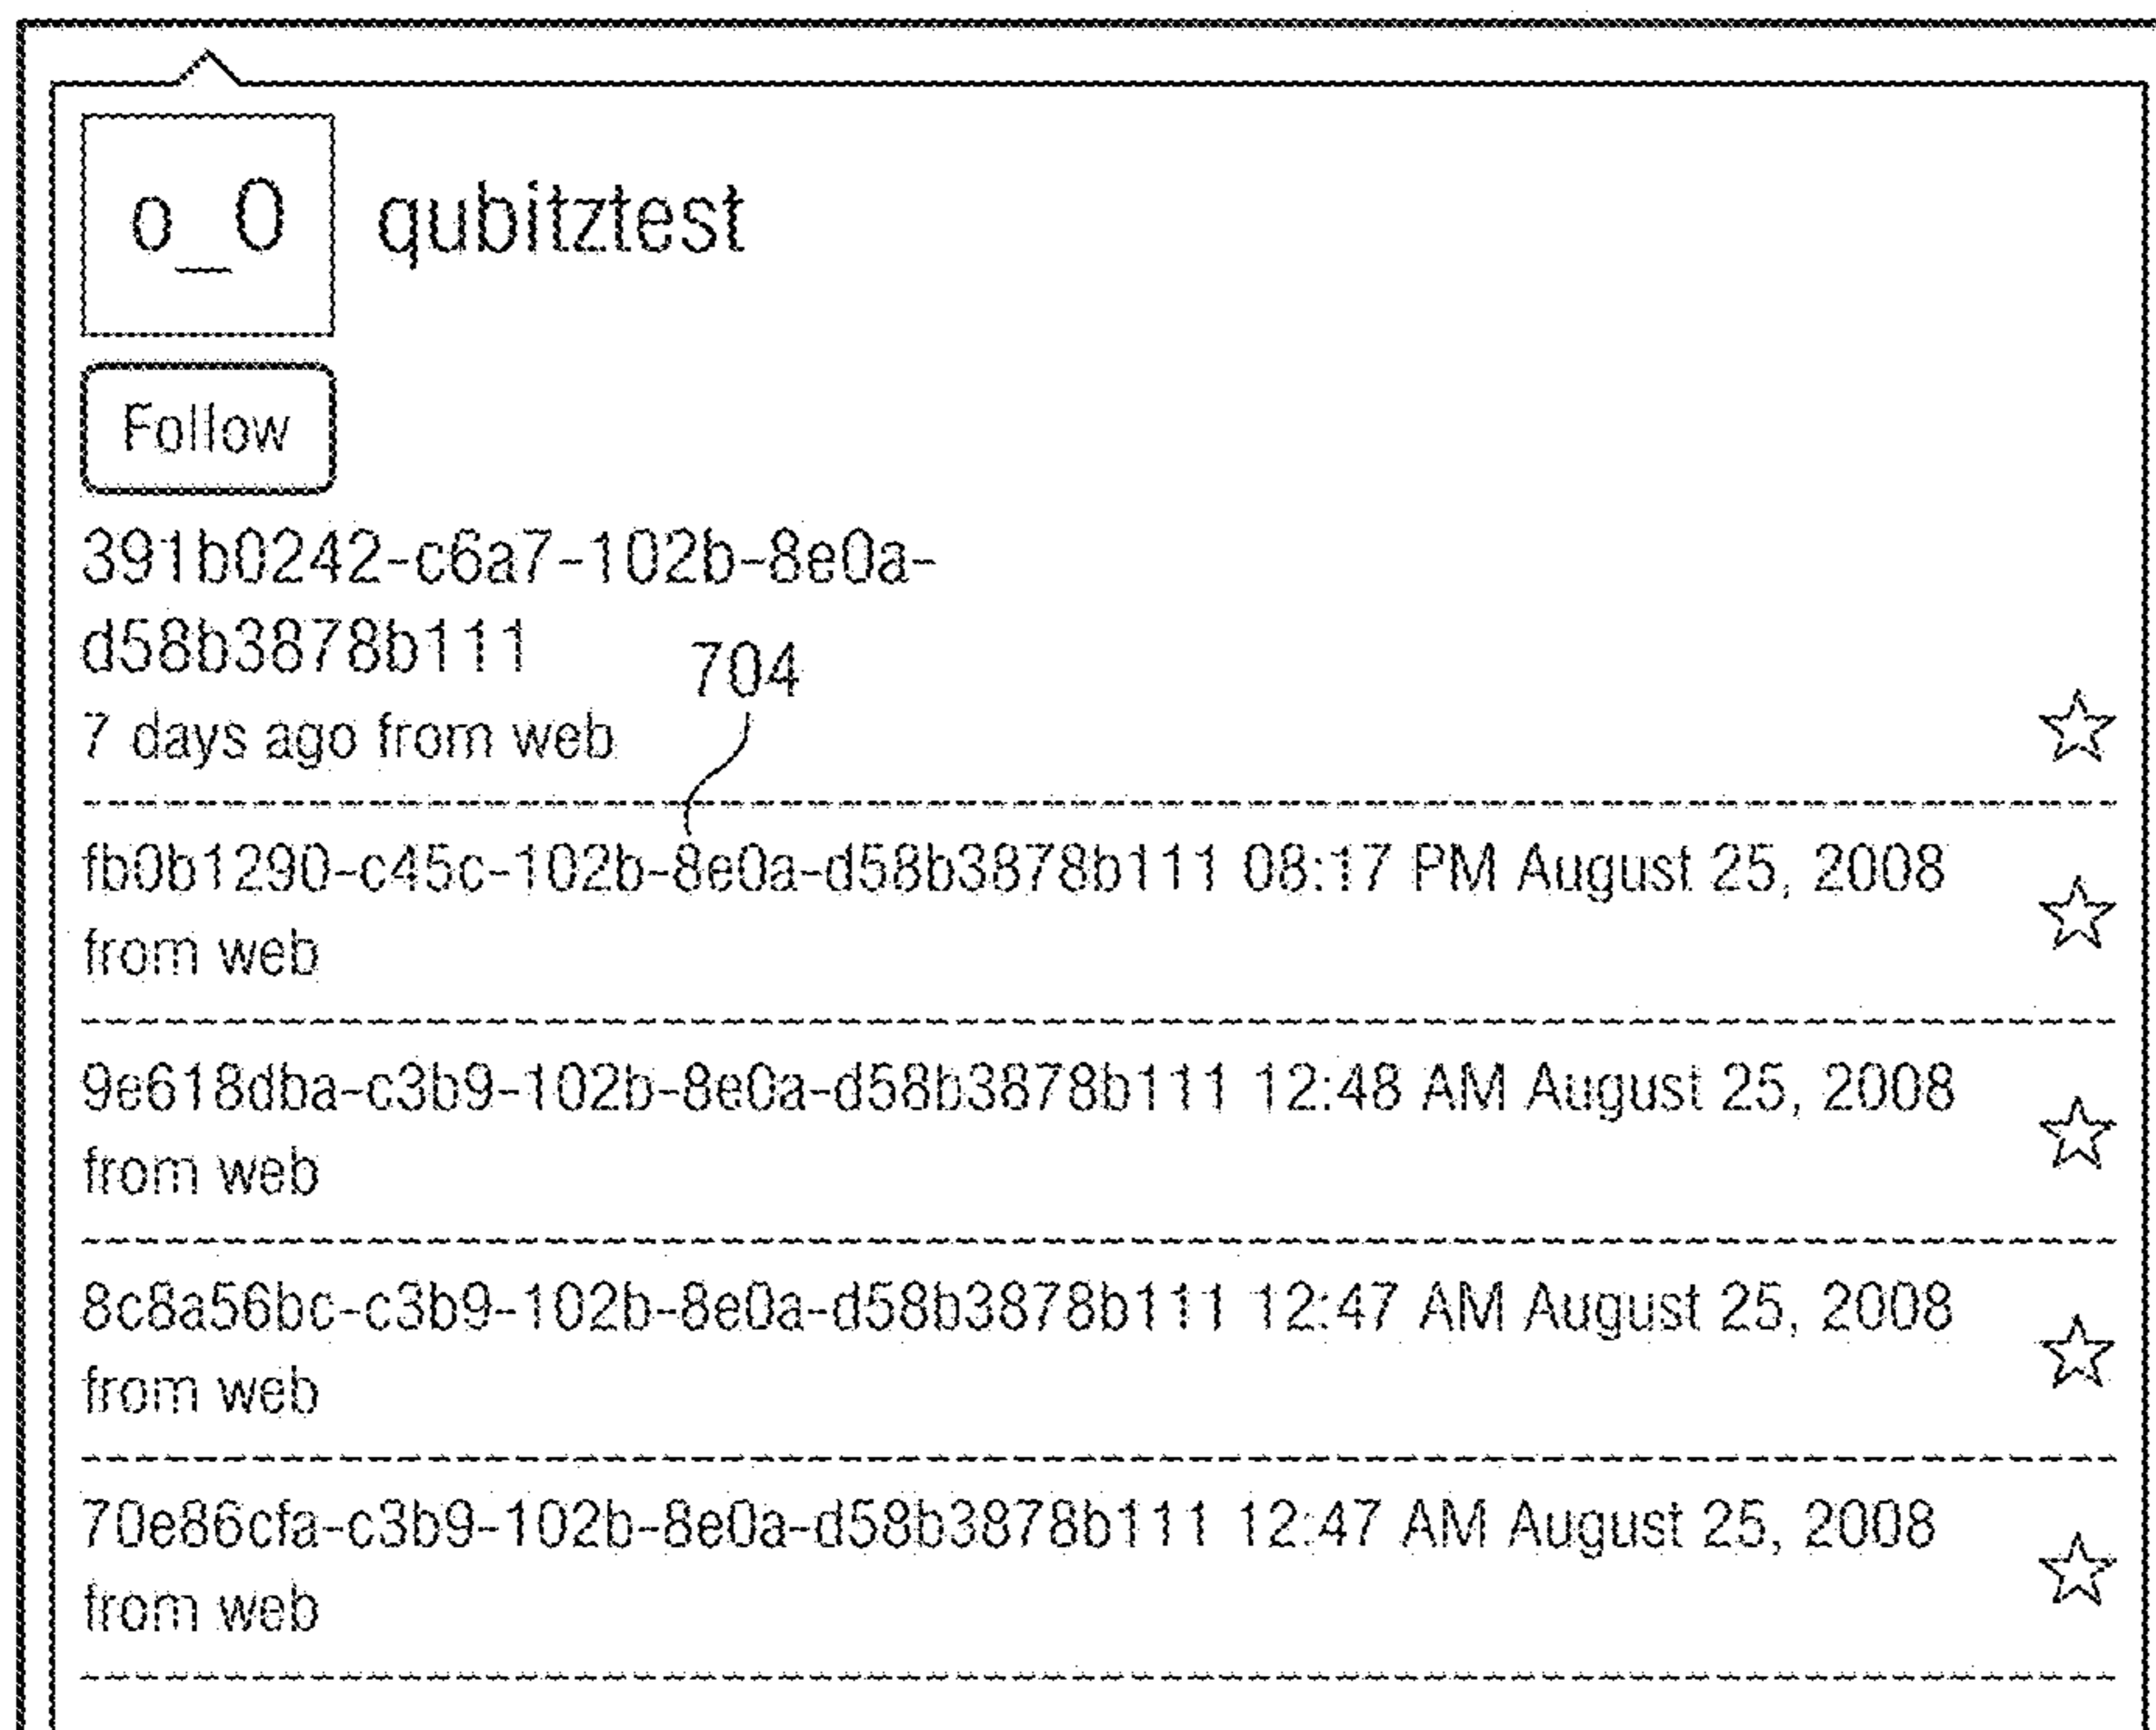 o_O qubitztest
Follow
391b0242-c6a7-102b-8e0a-
d58b3878b111
704
7 days ago from web
fb0b1290-c45c-102b-8e0a-d58b3878b111 08:17 PM August 25, 2008
from web
9e618dba-c3b9-102b-8e0a-d58b3878b111 12:48 AM August 25, 2008
from web
8c8a56bc-c3b9-102b-8e0a-d58b3878b111 12:47 AM August 25, 2008
from web
70e86cfa-c3b9-102b-8e0a-d58b3878b111 12:47 AM August 25, 2008
from web